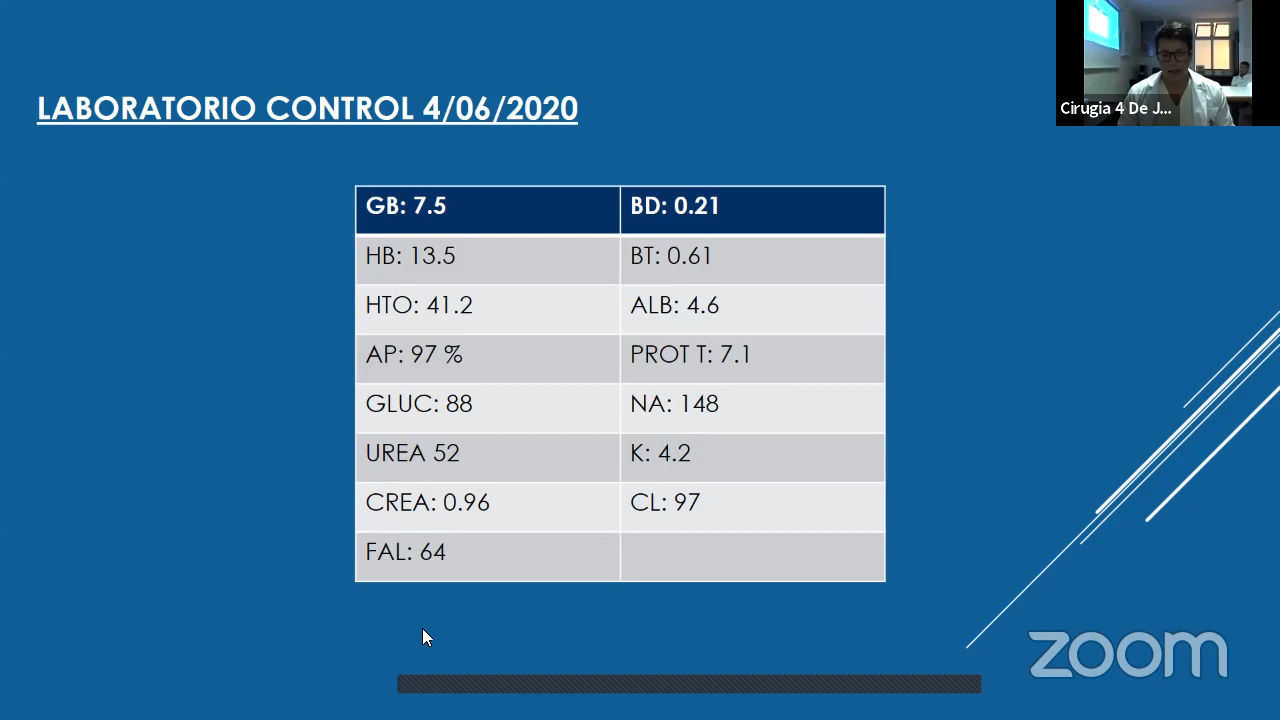 LABORATORIO CONTROL 4/06/2020
Cirugia 4 De J...
GB: 7.5 BD: 0.21
HB: 13.5 BT: 0.61
HTO: 41.2 ALB: 4.6
AP: 97 % PROT T: 7.1
GLUC: 88 NA: 148
UREA 52 K: 4.2
CREA: 0.96 CL: 97
FAL: 64
zoom